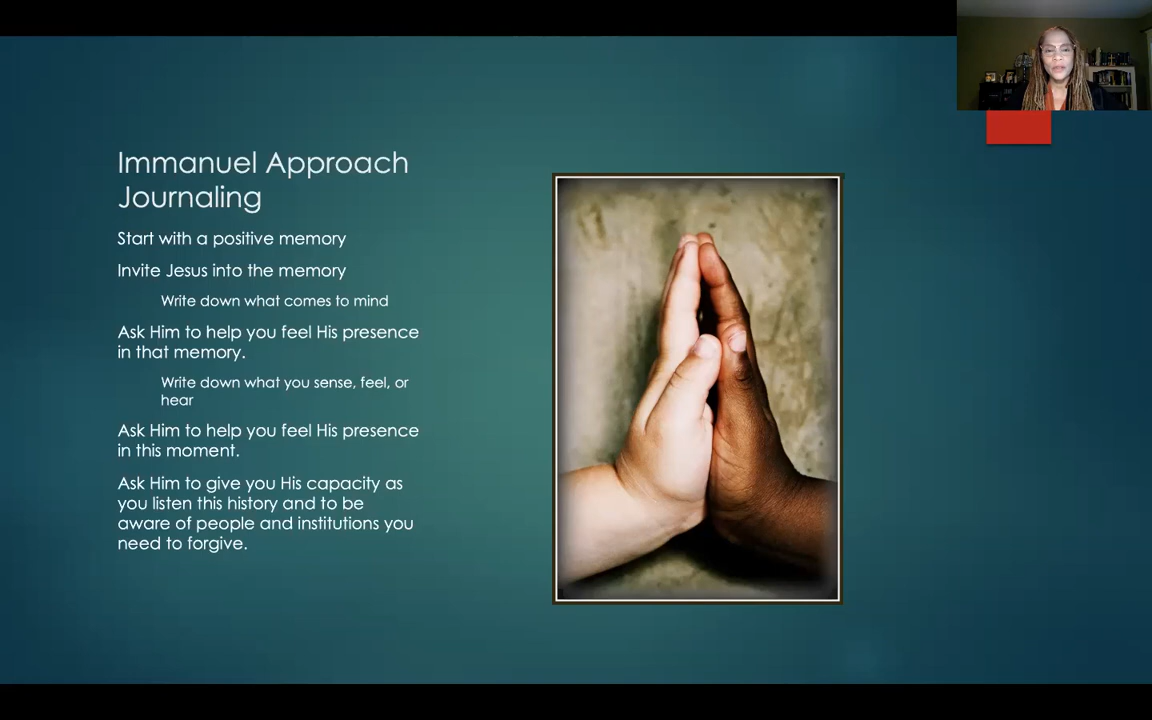 Immanuel Approach
Journaling
Start with a positive memory
Invite Jesus into the memory
Write down what comes to mind
Ask Him to help you feel His presence
in that memory.
Write down what you sense, feel, or
hear
Ask Him to help you feel His presence
in this moment.
Ask Him to give you His capacity as
you listen this history and to be
aware of people and institutions you
need to forgive.